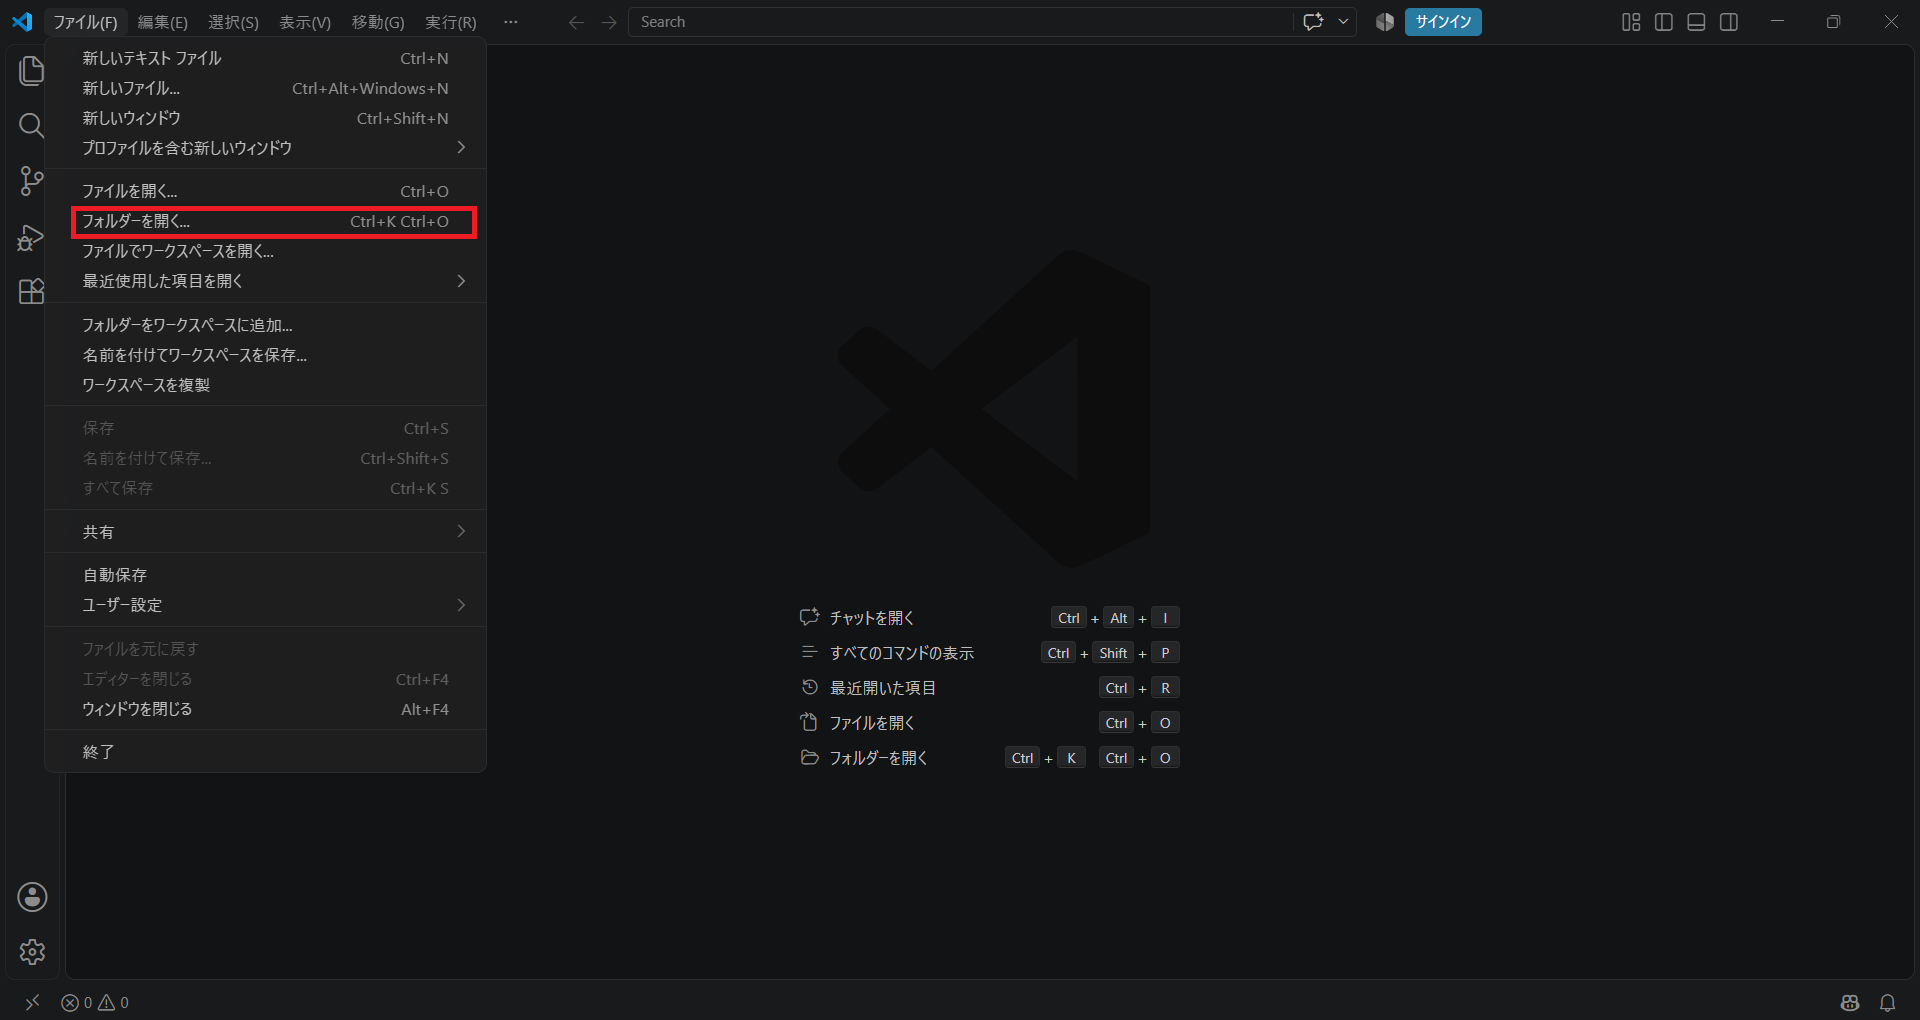 ファイル(F) 編集(E) 選択(S) 表示(V) 移動(G) 実行(R) ··· Search サインイン
新しいテキスト ファイル Ctrl+N
新しいファイル... Ctrl+Alt+Windows+N
新しいウィンドウ Ctrl+Shift+N
プロファイルを含む新しいウィンドウ
ファイルを開く... Ctrl+O
フォルダーを開く... Ctrl+K Ctrl+O
ファイルでワークスペースを開く...
最近使用した項目を開く
フォルダーをワークスペースに追加...
名前を付けてワークスペースを保存...
ワークスペースを複製
保存 Ctrl+S
名前を付けて保存... Ctrl+Shift+S
すべて保存 Ctrl+K S
共有
自動保存
ユーザー設定
ファイルを元に戻す
エディターを閉じる Ctrl+F4
ウィンドウを閉じる Alt+F4
終了
チャットを開く Ctrl + Alt + I
すべてのコマンドの表示 Ctrl + Shift + P
最近開いた項目 Ctrl + R
ファイルを開く Ctrl + O
フォルダーを開く Ctrl + K Ctrl + O
0 0